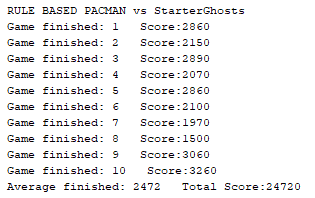 RULE BASED PACMAN vs StarterGhosts
Game finished: 1 Score:2860
Game finished: 2 Score:2150
Game finished: 3 Score:2890
Game finished: 4 Score:2070
Game finished: 5 Score:2860
Game finished: 6 Score:2100
Game finished: 7 Score:1970
Game finished: 8 Score:1500
Game finished: 9 Score:3060
Game finished: 10 Score:3260
Average finished: 2472 Total Score:24720